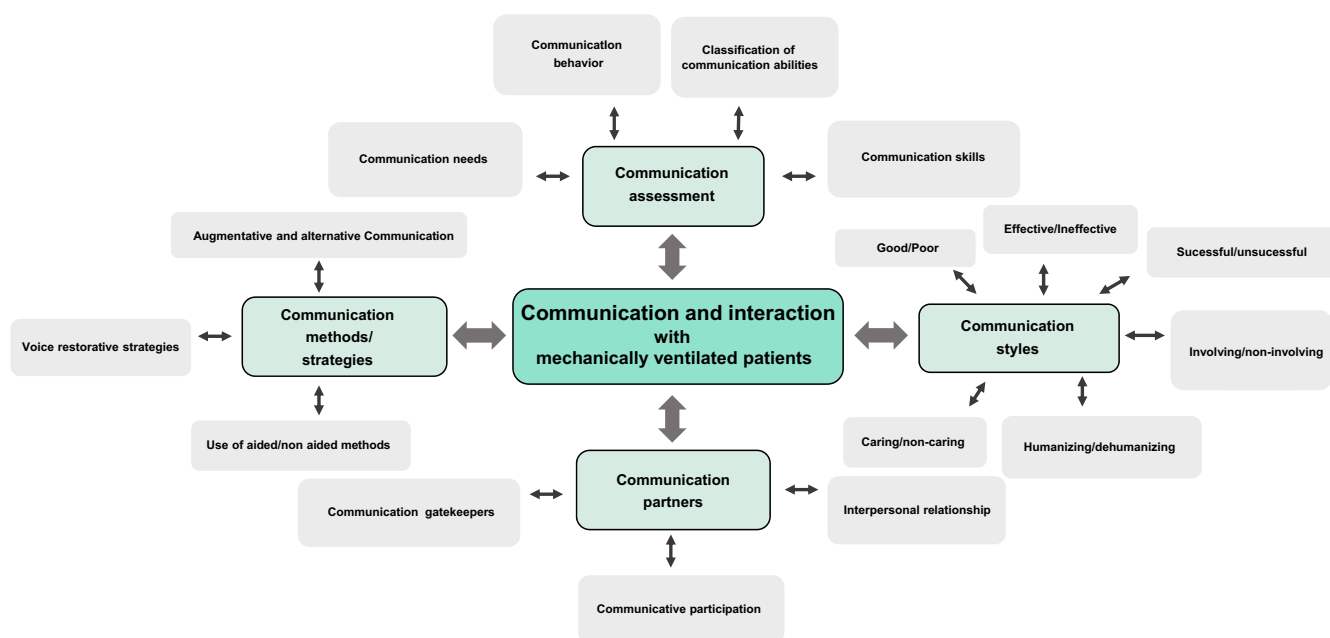 CommunicatIon
behavior
Classification of
communication abilities
Communication needs
Communication
assessment
Communication skills
Augmentative and alternative Communication
Good/Poor
Effective/Ineffective
Sucessful/unsucessful
Communication
methods/
strategies
Voice restorative strategies
Use of aided/non aided methods
Communication and interaction
with
mechanically ventilated patients
Communication
styles
Involving/non-involving
Caring/non-caring
Humanizing/dehumanizing
Communication
partners
Communication gatekeepers
Interpersonal relationship
Communicative participation